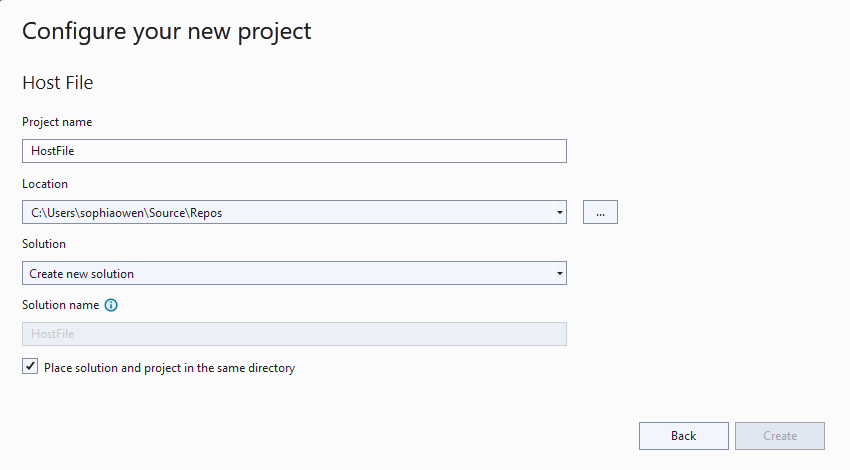 Configure your new project
Host File
Project name
HostFile
Location
C:\Users\sophiaowen\Source\Repos
...
Solution
Create new solution
Solution name
HostFile
Place solution and project in the same directory
Back
Create